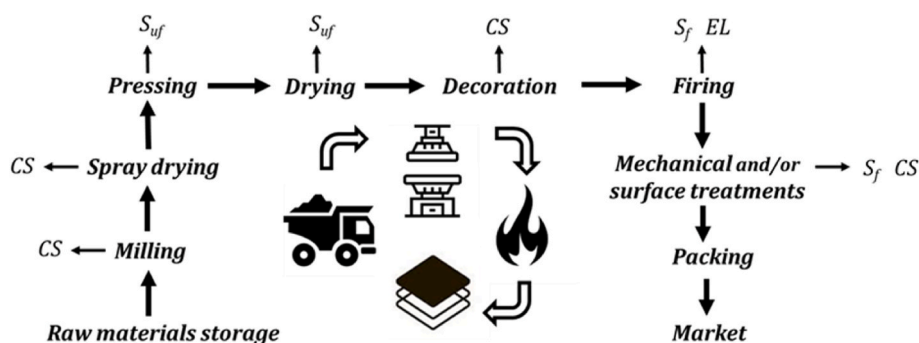 S_uf S_uf CS S_f EL
Pressing Drying Decoration Firing
CS Spray drying
Mechanical and/or
surface treatments
S_f CS
CS Milling
Packing
Raw materials storage
Market